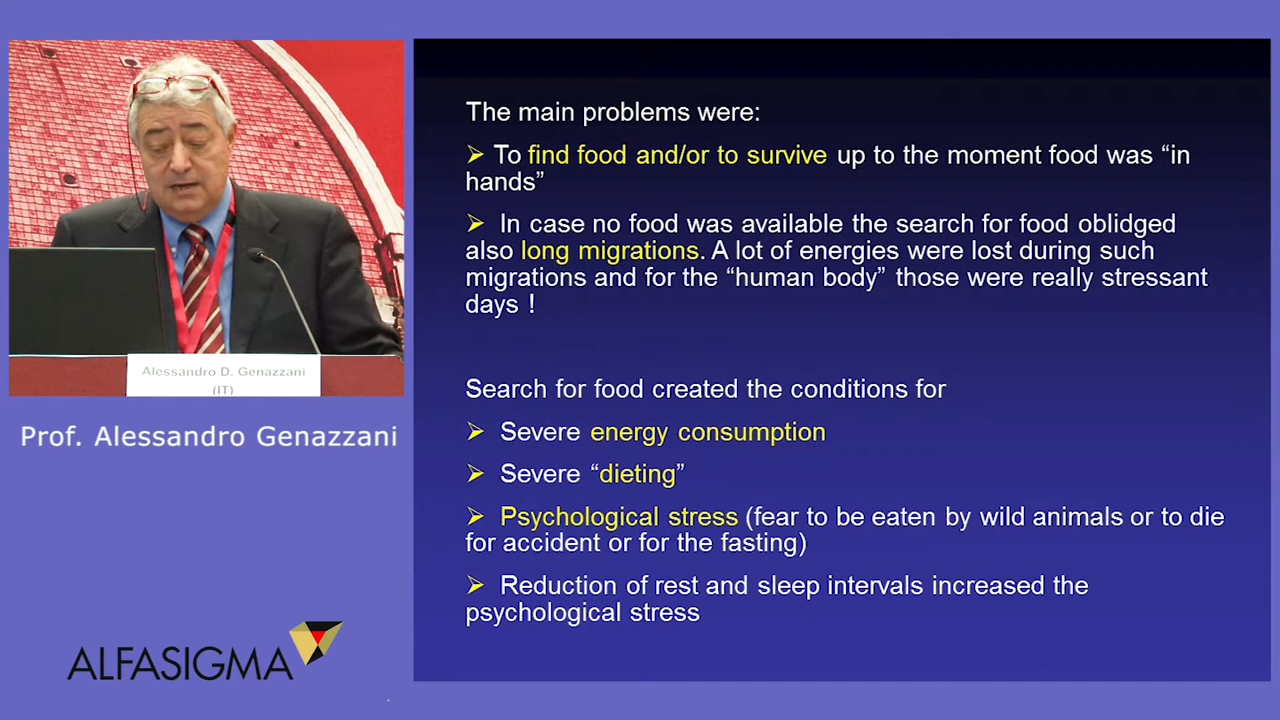 The main problems were:
➢ To find food and/or to survive up to the moment food was “in
hands”
➢ In case no food was available the search for food oblidged
also long migrations. A lot of energies were lost during such
migrations and for the “human body” those were really stressant
days !
Search for food created the conditions for
➢ Severe energy consumption
➢ Severe “dieting”
➢ Psychological stress (fear to be eaten by wild animals or to die
for accident or for the fasting)
➢ Reduction of rest and sleep intervals increased the
psychological stress
Alessandro D. Genazzani
(IT)
Prof. Alessandro Genazzani
ALFASIGMA